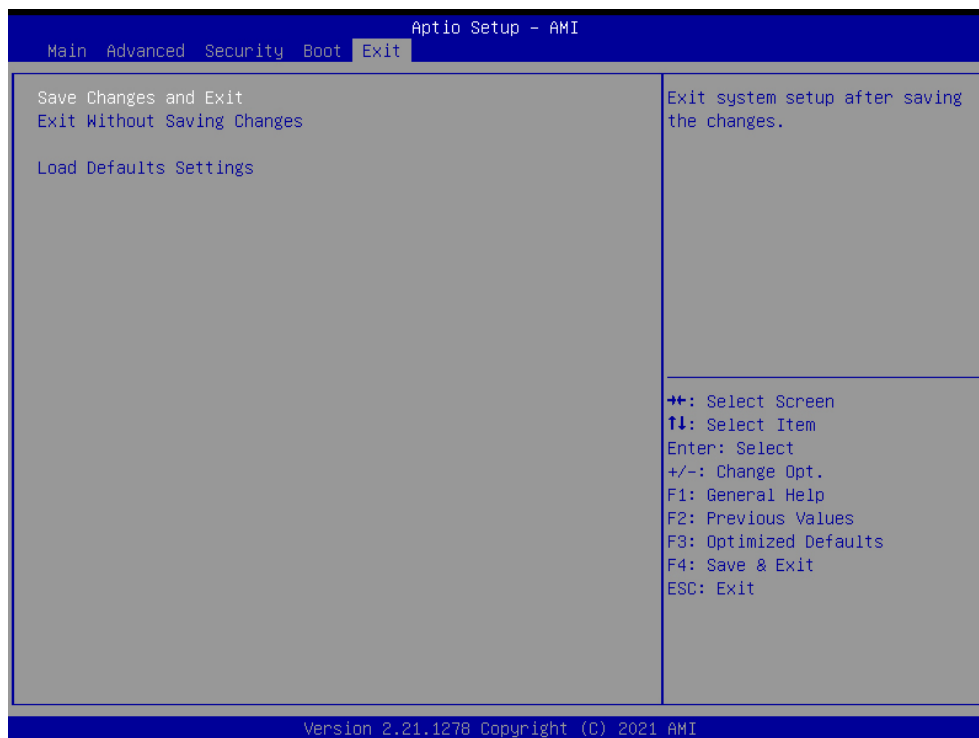 Aptio Setup – AMI
Main Advanced Security Boot Exit
Save Changes and Exit
Exit Without Saving Changes
Load Defaults Settings
Exit system setup after saving
the changes.
→←: Select Screen
↑↓: Select Item
Enter: Select
+/-: Change Opt.
F1: General Help
F2: Previous Values
F3: Optimized Defaults
F4: Save & Exit
ESC: Exit
Version 2.21.1278 Copyright (C) 2021 AMI